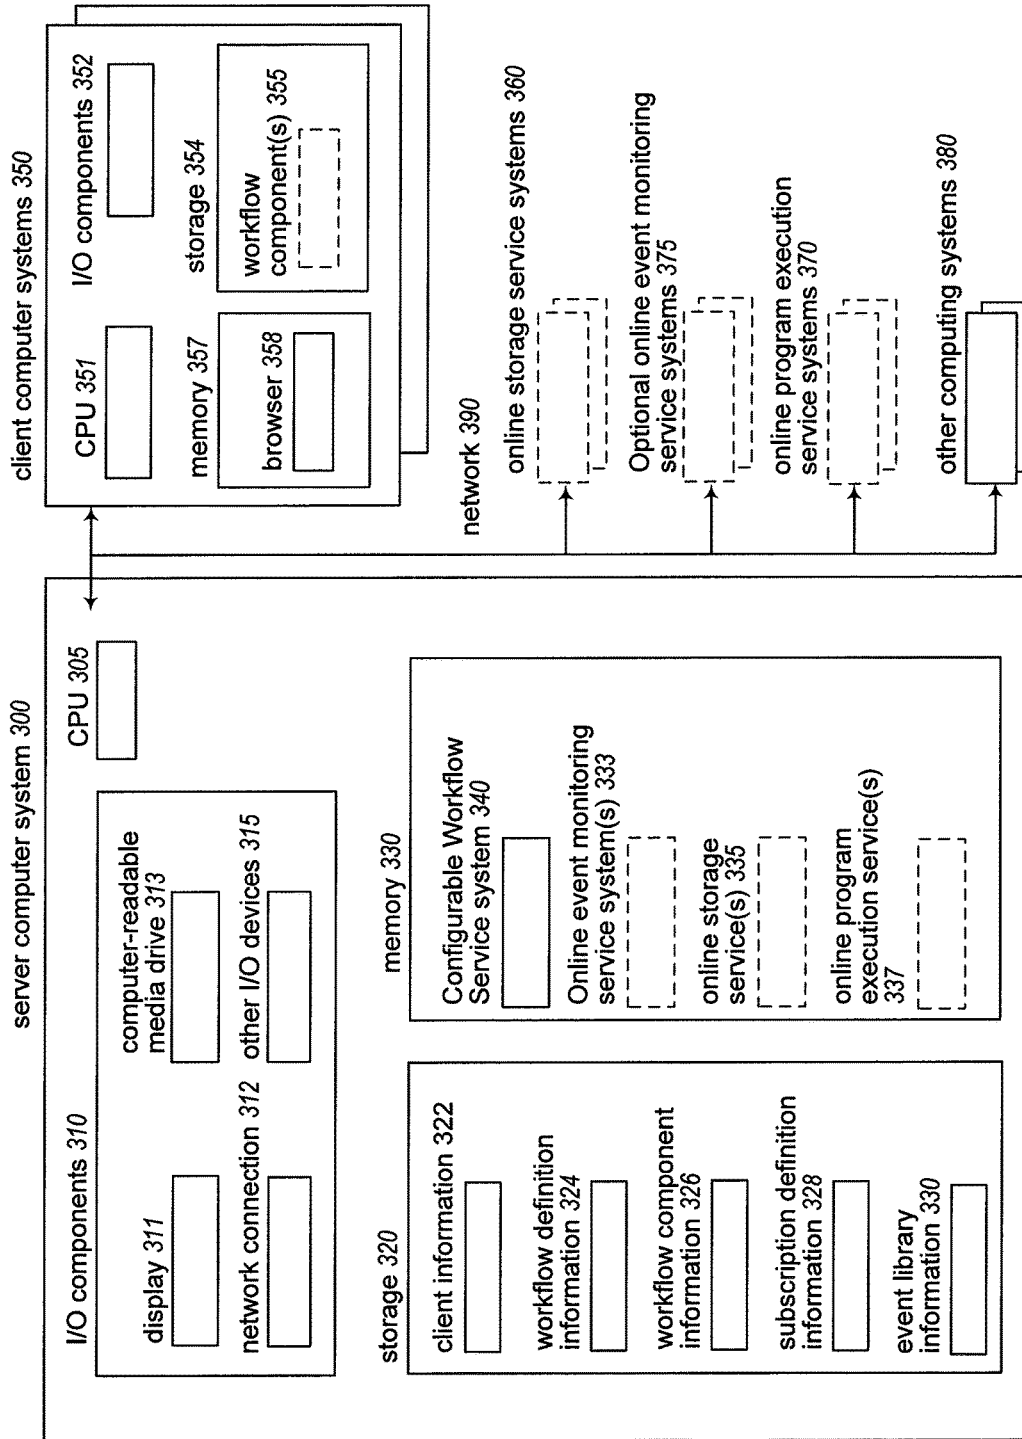 server computer system 300
I/O components 310
CPU 305
display 311
computer-readable
media drive 313
network connection 312
other I/O devices 315
storage 320
client information 322
workflow definition
information 324
workflow component
information 326
subscription definition
information 328
event library
information 330
memory 330
Configurable Workflow
Service system 340
Online event monitoring
service system(s) 333
online storage
service(s) 335
online program
execution service(s)
337
client computer systems 350
CPU 351
I/O components 352
memory 357
browser 358
storage 354
workflow
component(s) 355
network 390
online storage service systems 360
Optional online event monitoring
service systems 375
online program execution
service systems 370
other computing systems 380